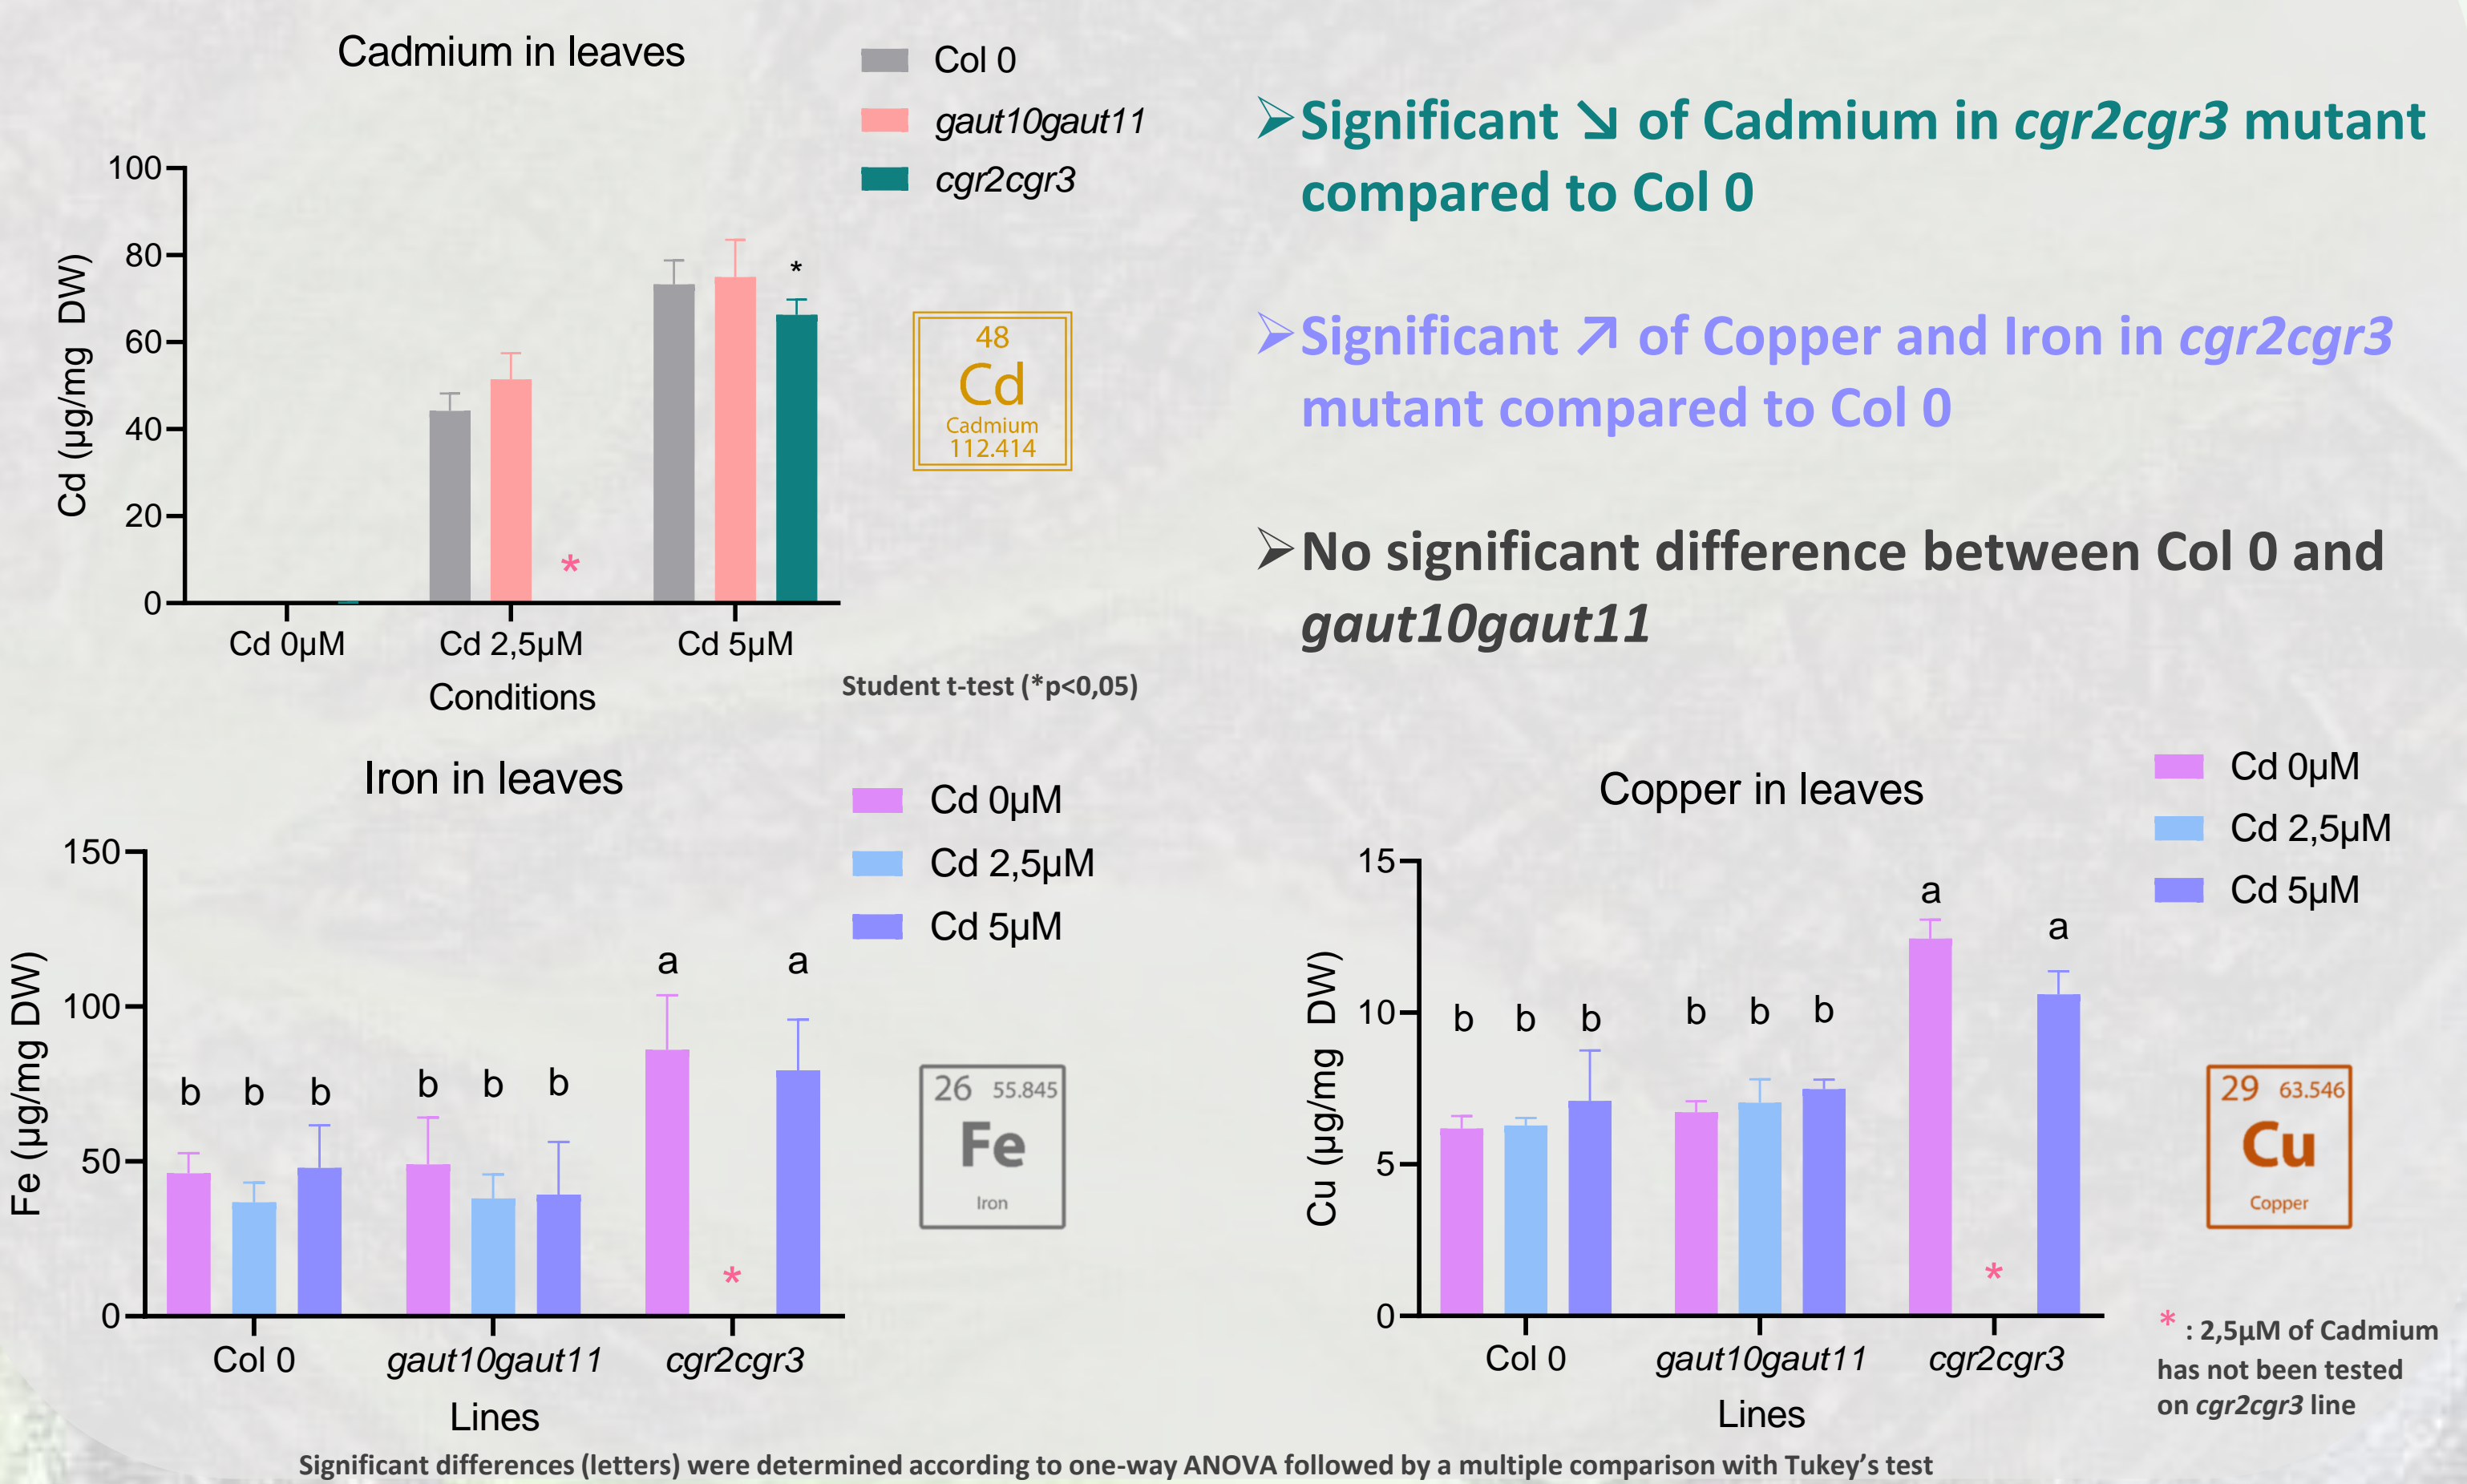 Cadmium in leaves
Col 0
gaut10gaut11
cgr2cgr3
Cd (µg/mg DW)
100
80
60
40
20
0
*
*
Cd 0µM
Cd 2,5µM
Cd 5µM
Conditions
48
Cd
Cadmium
112.414
Student t-test (*p<0,05)
➢Significant ↘ of Cadmium in cgr2cgr3 mutant
compared to Col 0
➢Significant ↗ of Copper and Iron in cgr2cgr3
mutant compared to Col 0
➢No significant difference between Col 0 and
gaut10gaut11
Iron in leaves
Cd 0µM
Cd 2,5µM
Cd 5µM
Fe (µg/mg DW)
150
100
50
0
b b b b b b a a
*
Col 0 gaut10gaut11 cgr2cgr3
Lines
26 55.845
Fe
Iron
Copper in leaves
Cd 0µM
Cd 2,5µM
Cd 5µM
Cu (µg/mg DW)
15
10
5
0
b b b b b b a a
*
Col 0 gaut10gaut11 cgr2cgr3
Lines
29 63.546
Cu
Copper
* : 2,5µM of Cadmium
has not been tested
on cgr2cgr3 line
Significant differences (letters) were determined according to one-way ANOVA followed by a multiple comparison with Tukey’s test